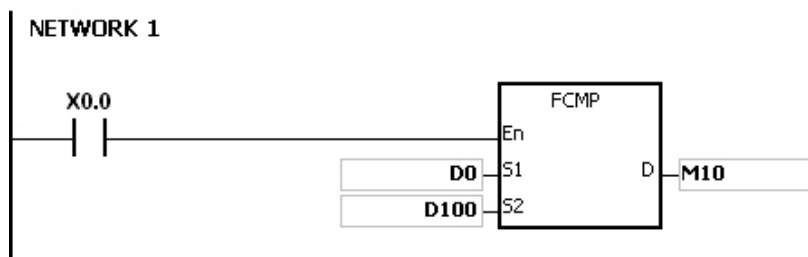 NETWORK 1
X0.0
FCMP
En
D0 S1 D M10
D100 S2